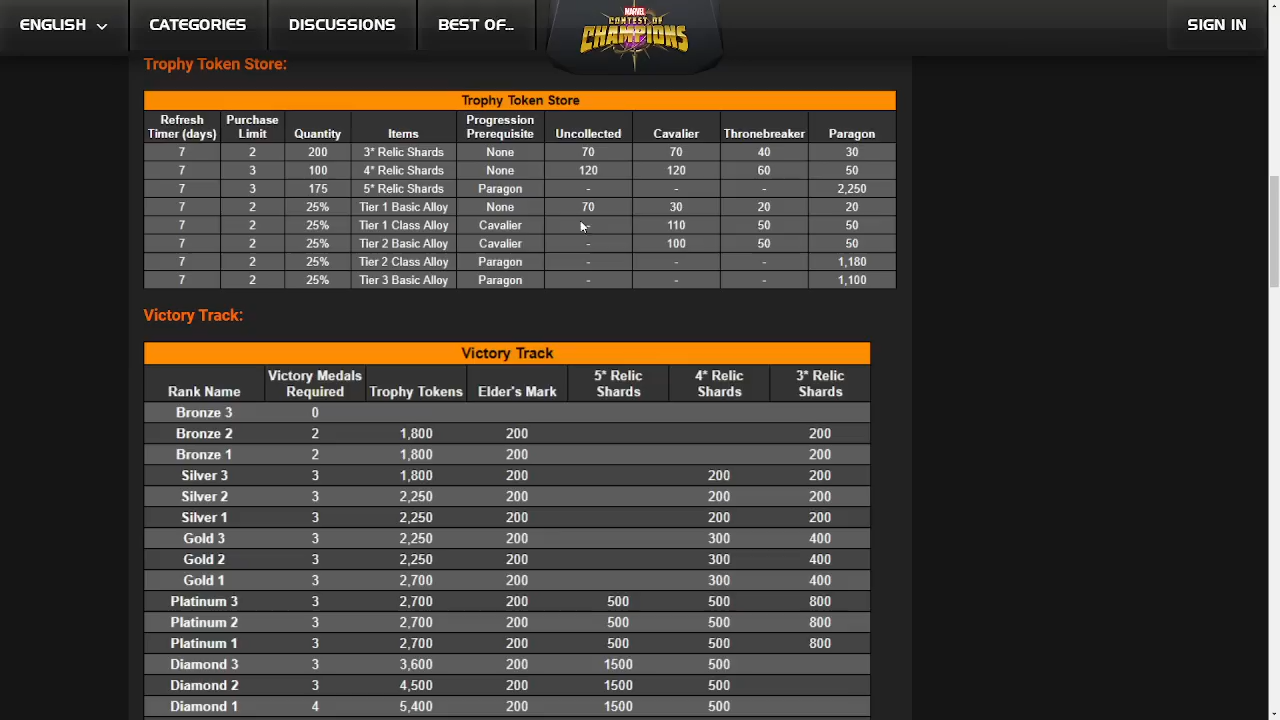 ENGLISH CATEGORIES DISCUSSIONS BEST OF... MARVEL CONTEST OF CHAMPIONS SIGN IN
Trophy Token Store:
Trophy Token Store
Refresh Timer (days) Purchase Limit Quantity Items Progression Prerequisite Uncollected Cavalier Thronebreaker Paragon
7 2 200 3* Relic Shards None 70 70 40 30
7 3 100 4* Relic Shards None 120 120 60 50
7 3 175 5* Relic Shards Paragon - - - 2,250
7 2 25% Tier 1 Basic Alloy None 70 30 20 20
7 2 25% Tier 1 Class Alloy Cavalier - 110 50 50
7 2 25% Tier 2 Basic Alloy Cavalier - 100 50 50
7 2 25% Tier 2 Class Alloy Paragon - - - 1,180
7 2 25% Tier 3 Basic Alloy Paragon - - - 1,100
Victory Track:
Victory Track
Rank Name Victory Medals Required Trophy Tokens Elder's Mark 5* Relic Shards 4* Relic Shards 3* Relic Shards
Bronze 3 0
Bronze 2 2 1,800 200 200
Bronze 1 2 1,800 200 200
Silver 3 3 1,800 200 200 200
Silver 2 3 2,250 200 200 200
Silver 1 3 2,250 200 200 200
Gold 3 3 2,250 200 300 400
Gold 2 3 2,250 200 300 400
Gold 1 3 2,700 200 300 400
Platinum 3 3 2,700 200 500 500 800
Platinum 2 3 2,700 200 500 500 800
Platinum 1 3 2,700 200 500 500 800
Diamond 3 3 3,600 200 1500 500
Diamond 2 3 4,500 200 1500 500
Diamond 1 4 5,400 200 1500 500